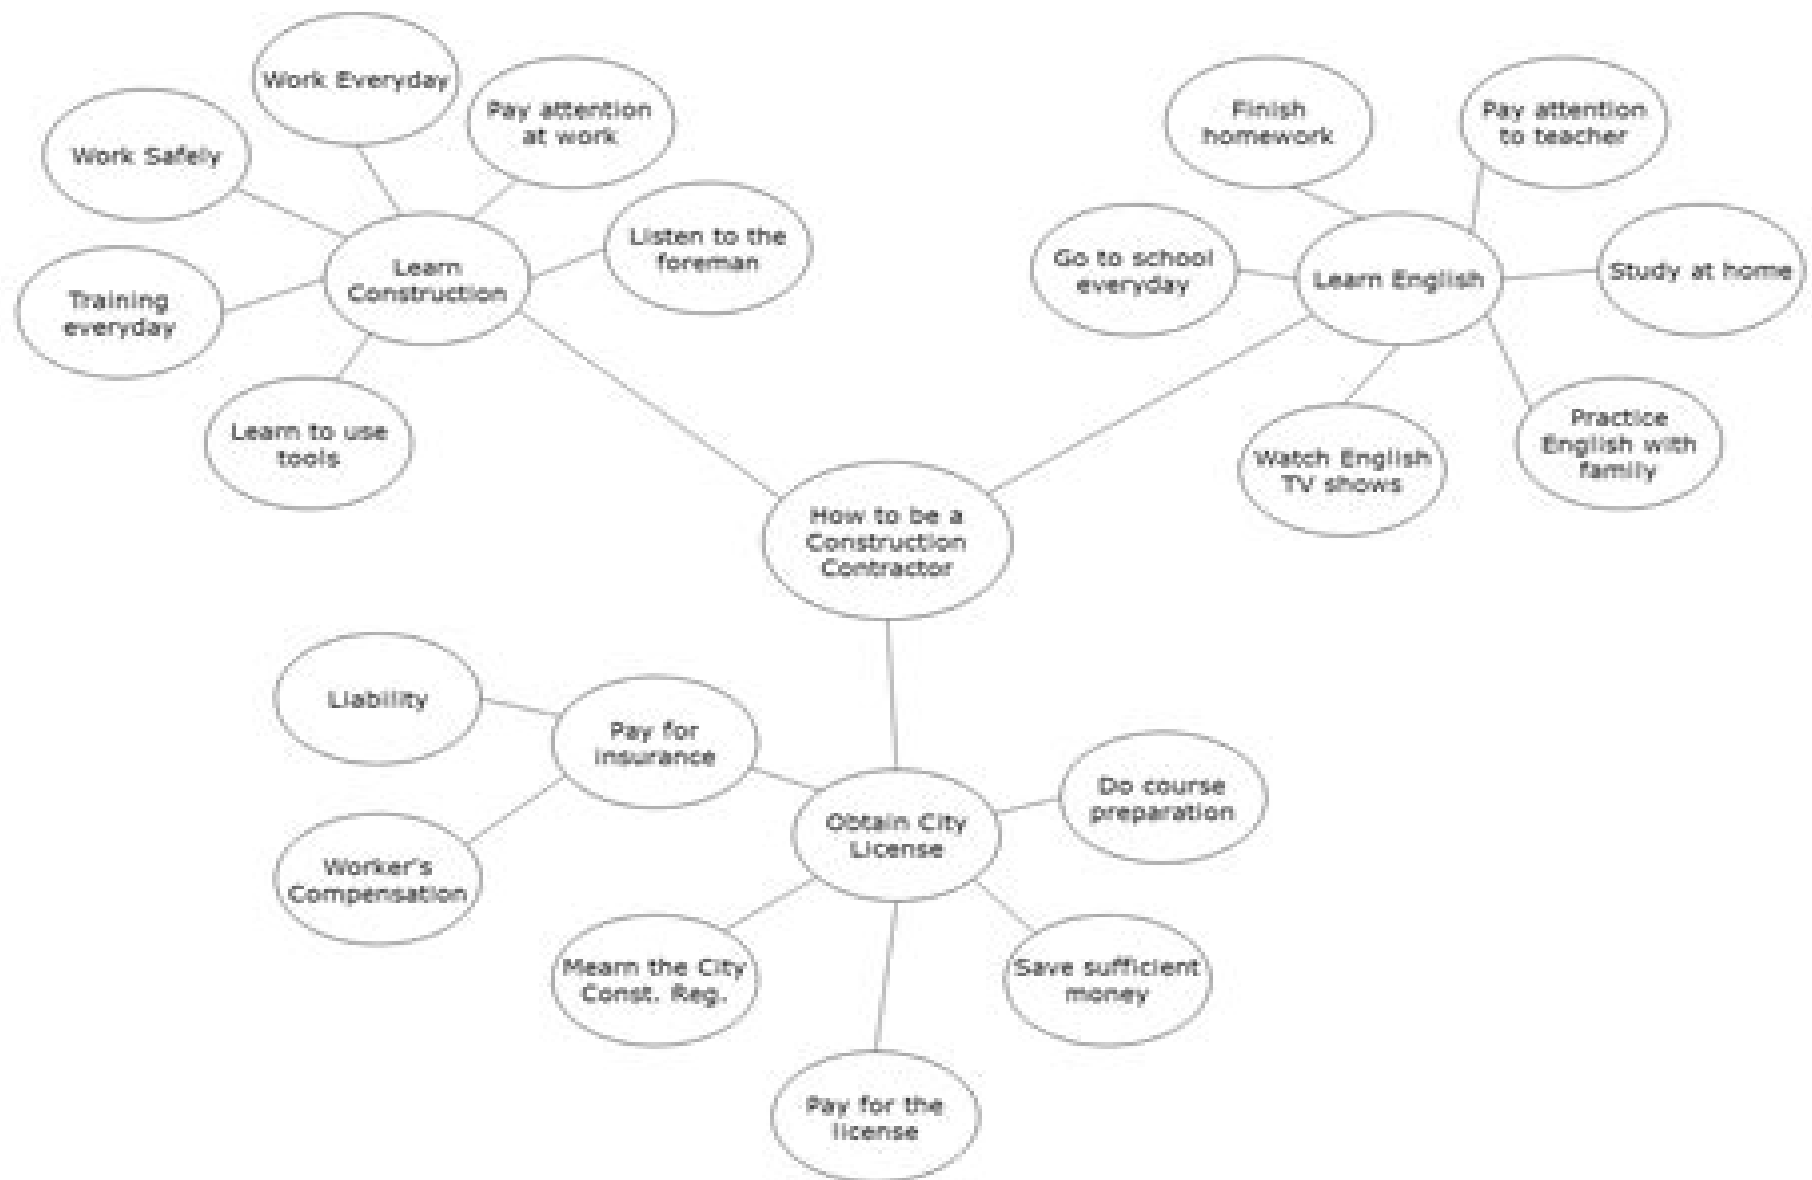 Work Everyday
Pay attention
at work
Work Safely
Listen to the
foreman
Learn
Construction
Training
everyday
Learn to use
tools
Finish
homework
Pay attention
to teacher
Go to school
everyday
Learn English
Study at home
Practice
English with
family
Watch English
TV shows
How to be a
Construction
Contractor
Liability
Pay for
insurance
Worker's
Compensation
Obtain City
License
Do course
preparation
Mearn the City
Const. Reg.
Save sufficient
money
Pay for the
license